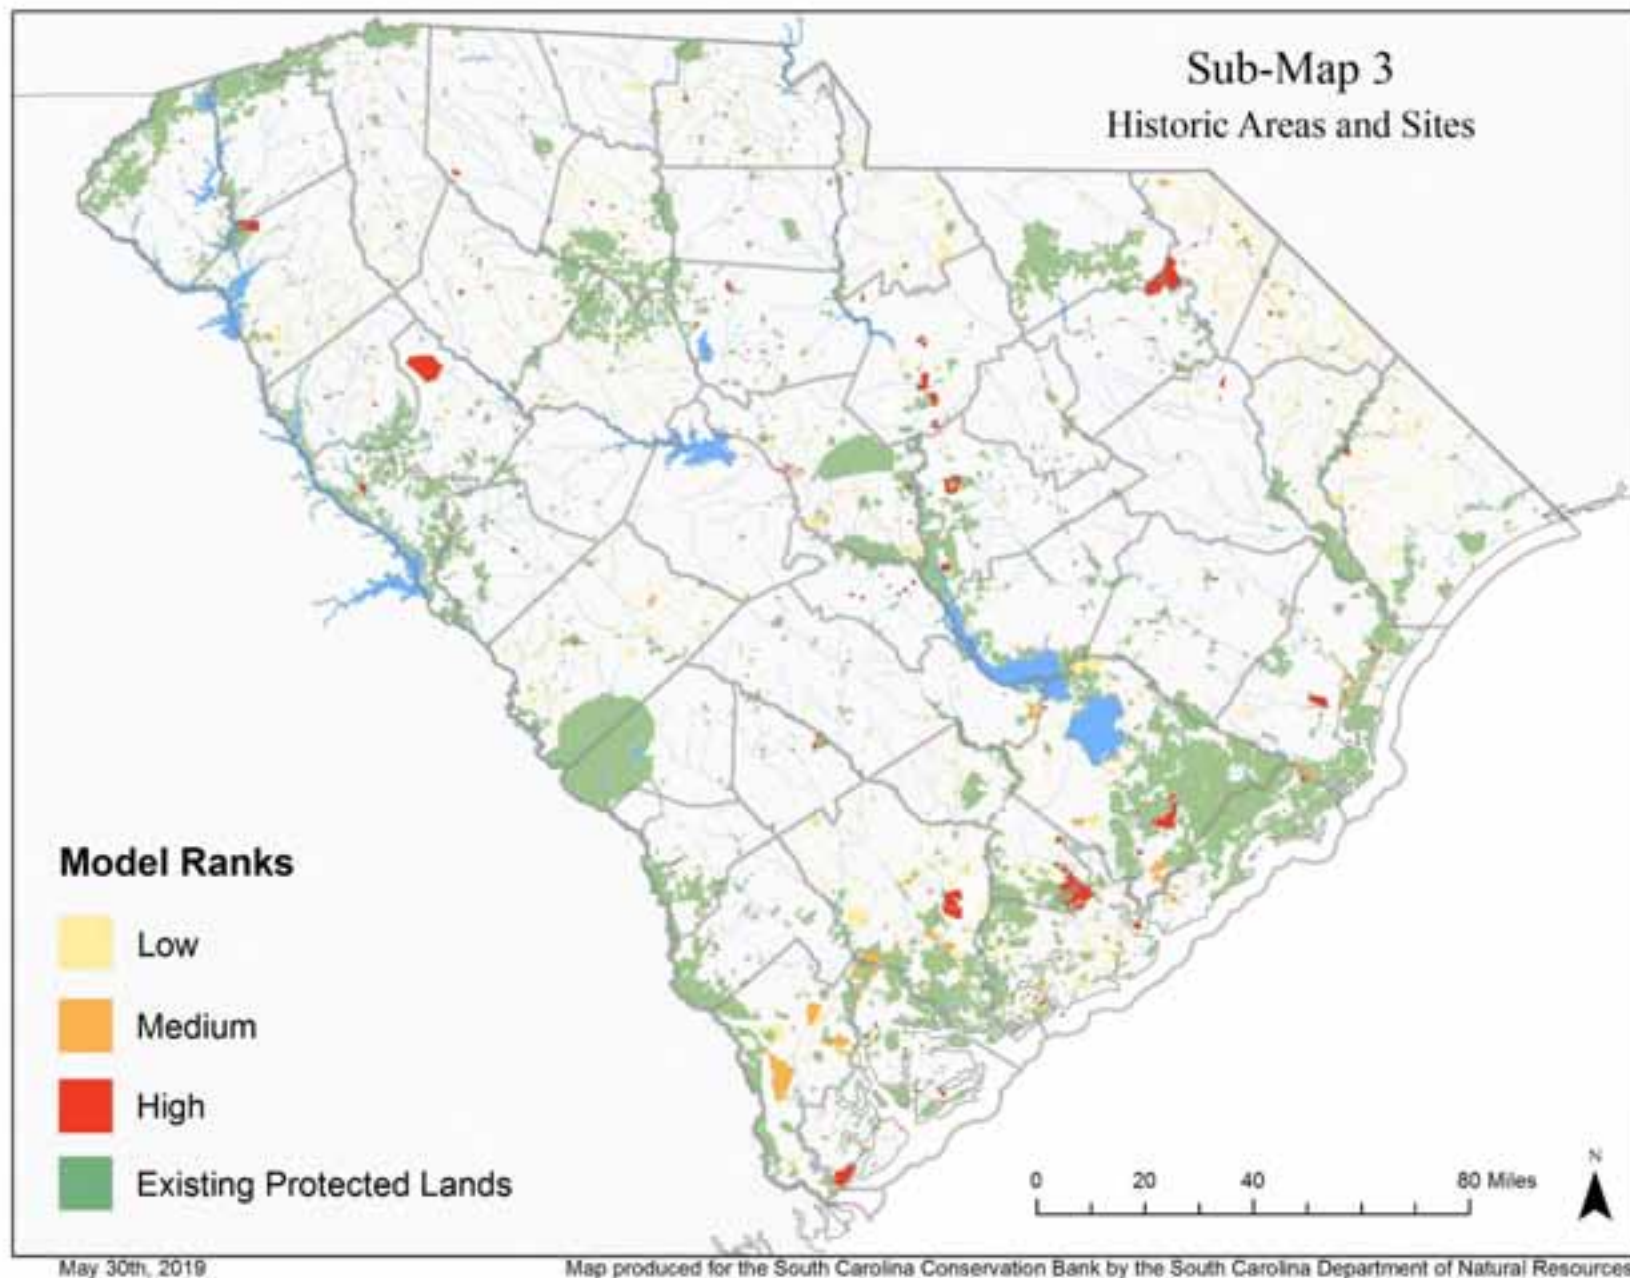 Sub-Map 3
Historic Areas and Sites
Model Ranks
Low
Medium
High
Existing Protected Lands
0 20 40 80 Miles
N
May 30th, 2019
Map produced for the South Carolina Conservation Bank by the South Carolina Department of Natural Resources